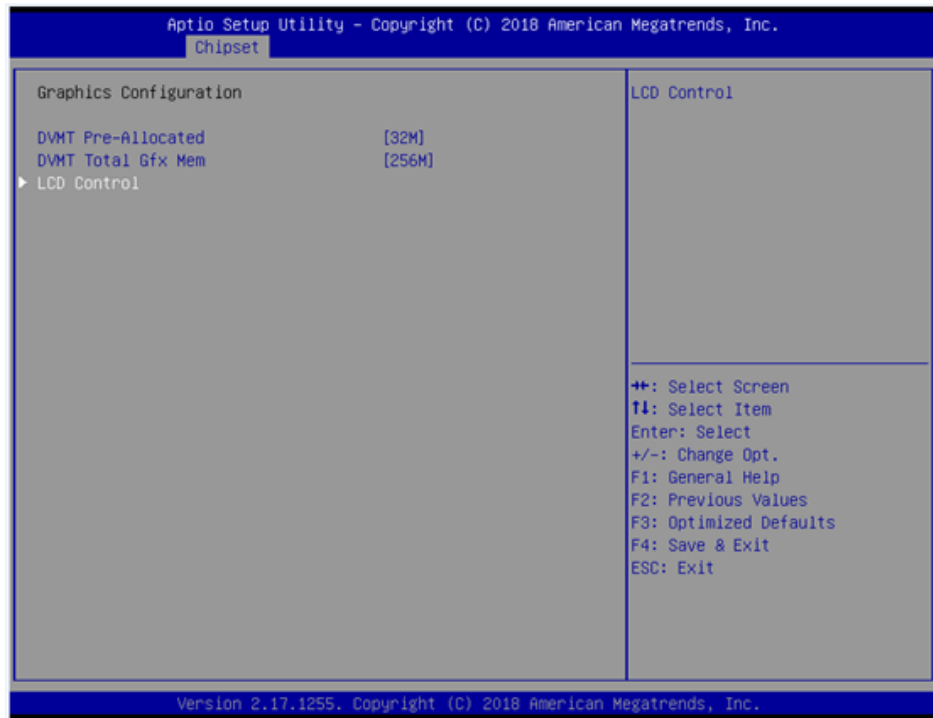 Aptio Setup Utility – Copyright (C) 2018 American Megatrends, Inc.
Chipset
Graphics Configuration
DVMT Pre-Allocated [32M]
DVMT Total Gfx Mem [256M]
▶ LCD Control
LCD Control
→←: Select Screen
↑↓: Select Item
Enter: Select
+/-: Change Opt.
F1: General Help
F2: Previous Values
F3: Optimized Defaults
F4: Save & Exit
ESC: Exit
Version 2.17.1255. Copyright (C) 2018 American Megatrends, Inc.